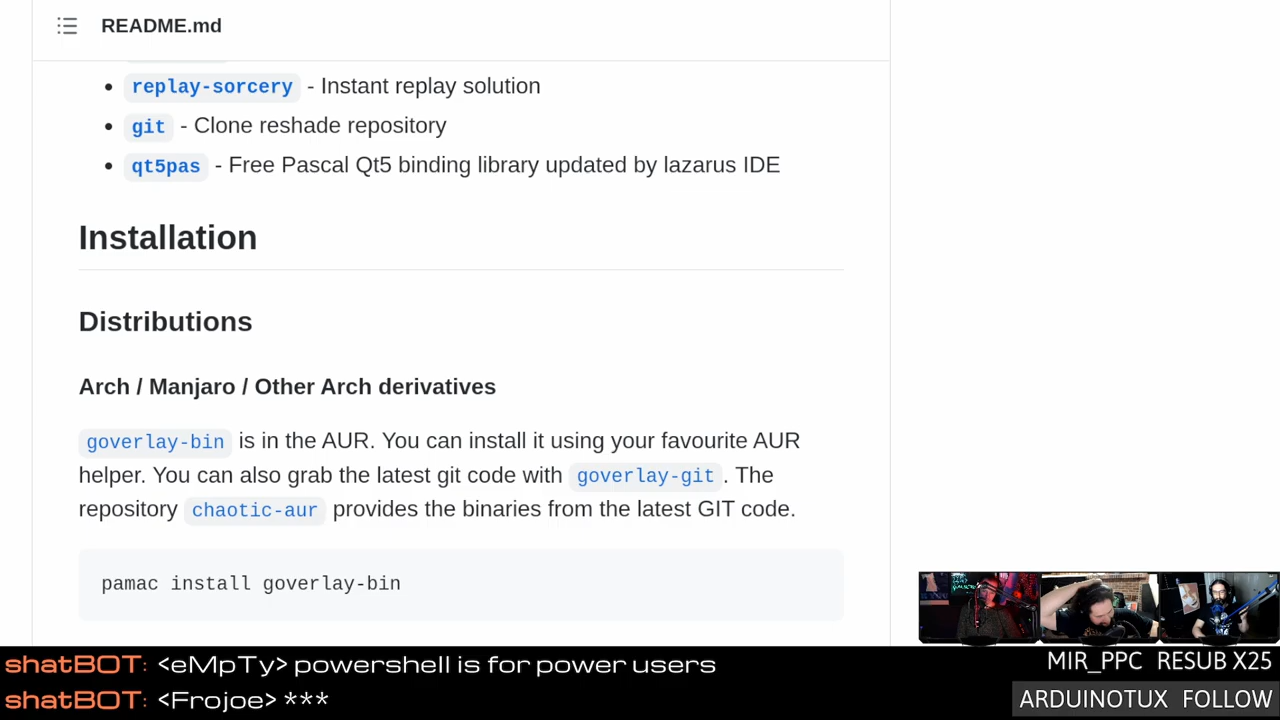 README.md
replay-sorcery - Instant replay solution
git - Clone reshade repository
qt5pas - Free Pascal Qt5 binding library updated by lazarus IDE
Installation
Distributions
Arch / Manjaro / Other Arch derivatives
goverlay-bin is in the AUR. You can install it using your favourite AUR
helper. You can also grab the latest git code with goverlay-git. The
repository chaotic-aur provides the binaries from the latest GIT code.
pamac install goverlay-bin
shatBOT: <eMpTy> powershell is for power users
shatBOT: <Frojoe> ***
MIR_PPC RESUB X25
ARDUINOTUX FOLLOW